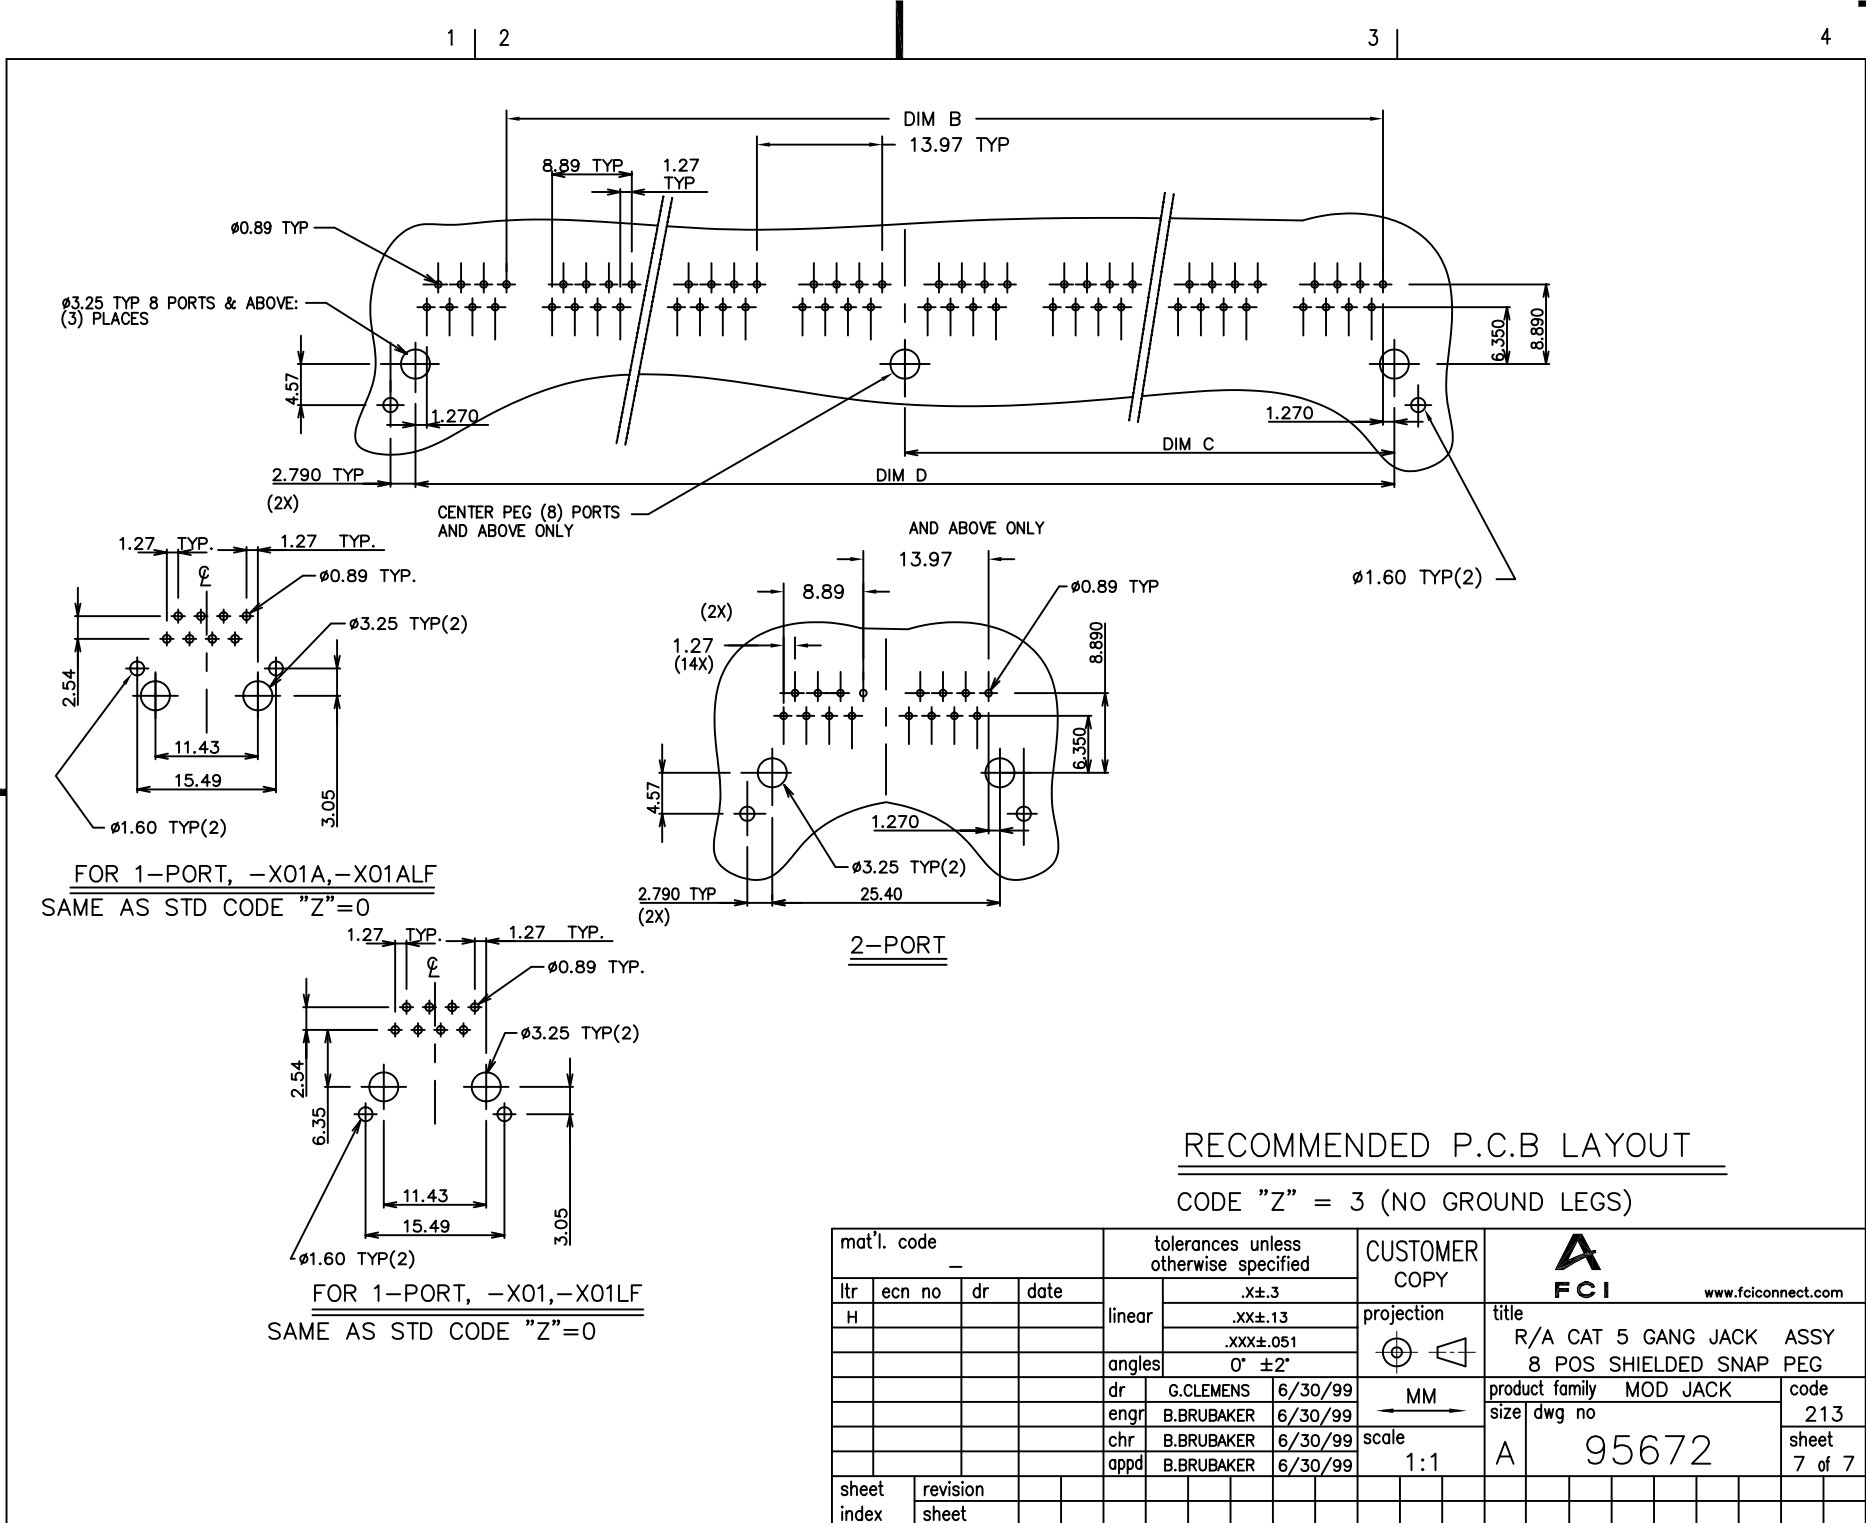 1 2 3 4
DIM B
13.97 TYP
8.89 TYP
1.27
TYP
ø0.89 TYP
ø3.25 TYP 8 PORTS & ABOVE:
(3) PLACES
4.57
1.270
2.790 TYP
(2X)
CENTER PEG (8) PORTS
AND ABOVE ONLY
DIM C
DIM D
1.270
6.350
8.890
ø1.60 TYP(2)
AND ABOVE ONLY
1.27 TYP.
1.27 TYP.
℄
ø0.89 TYP.
ø3.25 TYP(2)
2.54
11.43
15.49
3.05
ø1.60 TYP(2)
FOR 1-PORT, -X01A,-X01ALF
SAME AS STD CODE "Z"=0
13.97
8.89
(2X)
1.27
(14X)
ø0.89 TYP
8.890
6.350
4.57
1.270
ø3.25 TYP(2)
2.790 TYP
(2X)
25.40
2-PORT
1.27 TYP.
1.27 TYP.
℄
ø0.89 TYP.
ø3.25 TYP(2)
2.54
6.35
11.43
15.49
3.05
ø1.60 TYP(2)
FOR 1-PORT, -X01,-X01LF
SAME AS STD CODE "Z"=0
RECOMMENDED P.C.B LAYOUT
CODE "Z" = 3 (NO GROUND LEGS)
mat'l. code
-
tolerances unless
otherwise specified
CUSTOMER
COPY
FCI
www.fciconnect.com
ltr ecn no dr date
H
linear
.X±.3
.XX±.13
.XXX±.051
angles 0° ±2°
projection
title
R/A CAT 5 GANG JACK ASSY
8 POS SHIELDED SNAP PEG
dr G.CLEMENS 6/30/99
engr B.BRUBAKER 6/30/99
chr B.BRUBAKER 6/30/99
appd B.BRUBAKER 6/30/99
MM
scale
1:1
product family MOD JACK
code
213
size dwg no
A 95672
sheet
7 of 7
sheet
index
revision
sheet